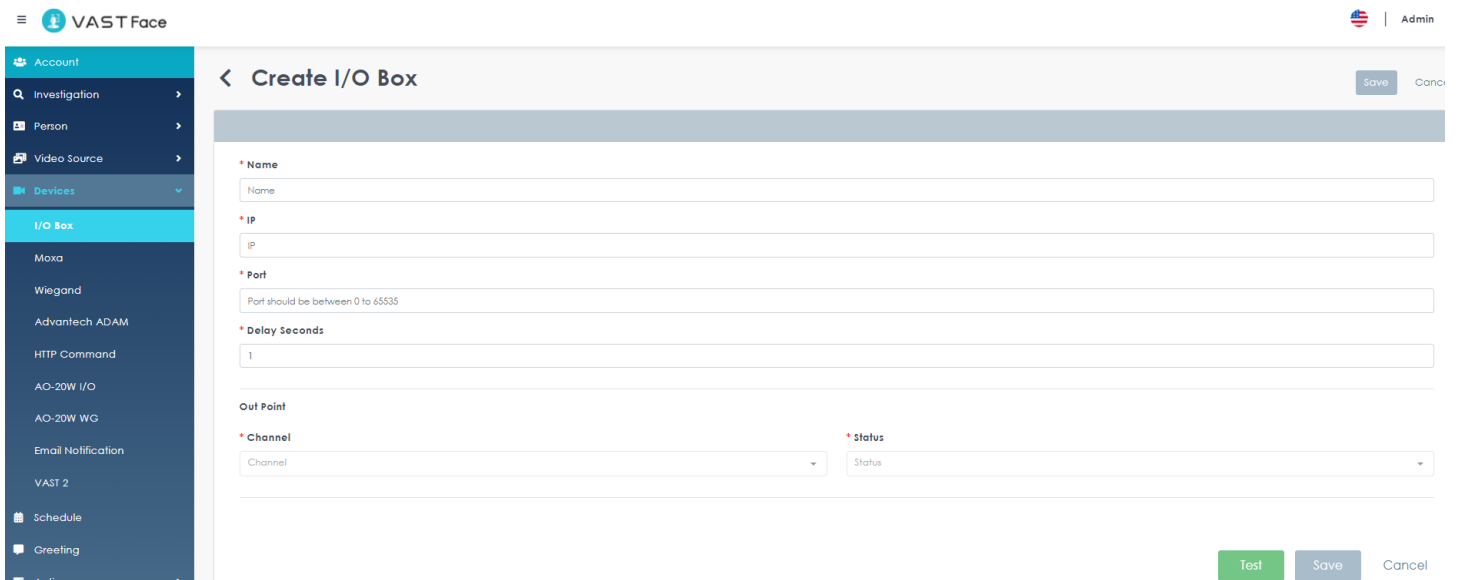 VAST Face
Admin
Account
Investigation
Person
Video Source
Devices
I/O Box
Moxa
Wiegand
Advantech ADAM
HTTP Command
AO-20W I/O
AO-20W WG
Email Notification
VAST 2
Schedule
Greeting
Create I/O Box
Save
* Name
Name
* IP
IP
* Port
Port should be between 0 to 65535
* Delay Seconds
1
Out Point
* Channel * Status
Channel Status
Test Save Cancel